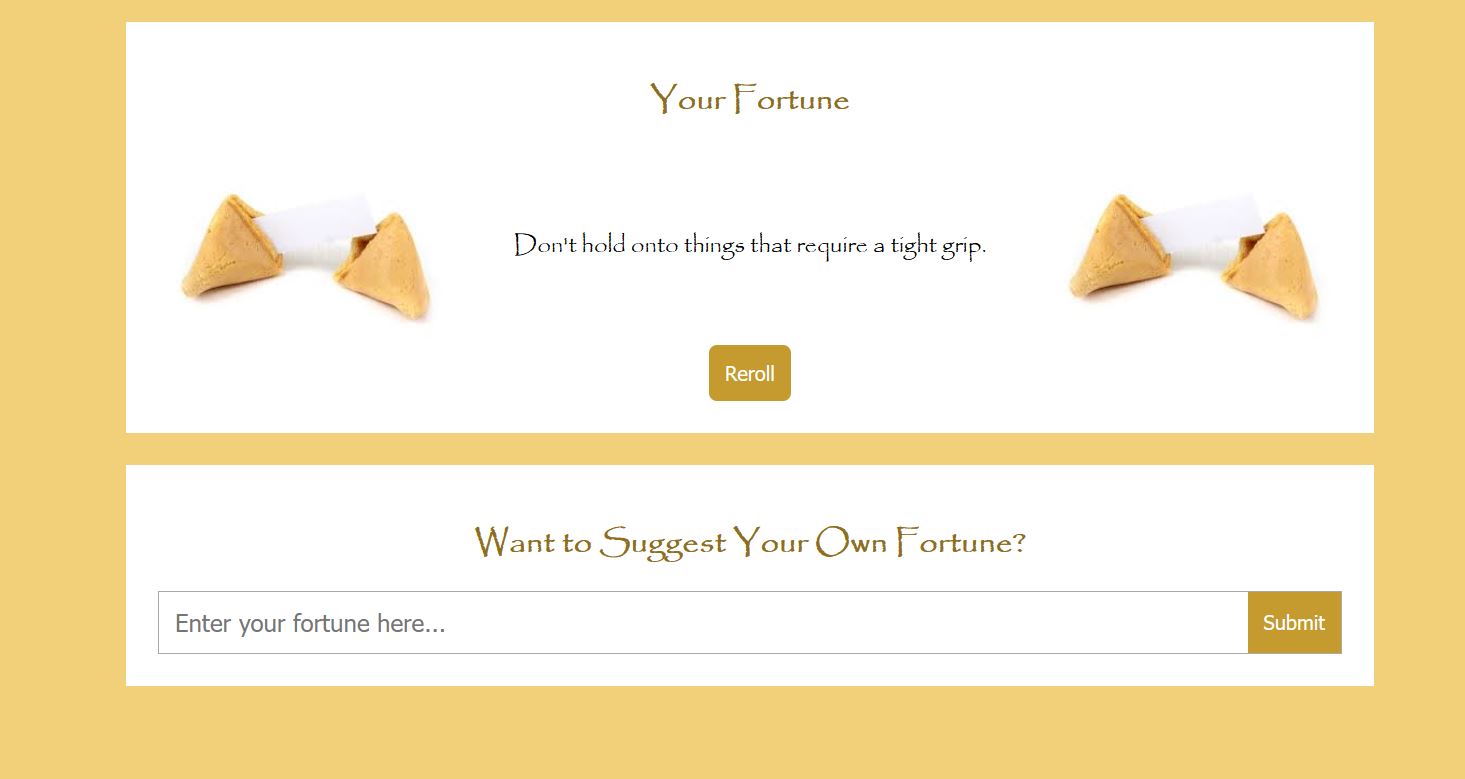 Your Fortune
Don't hold onto things that require a tight grip.
Reroll
Want to Suggest Your Own Fortune?
Enter your fortune here...
Submit